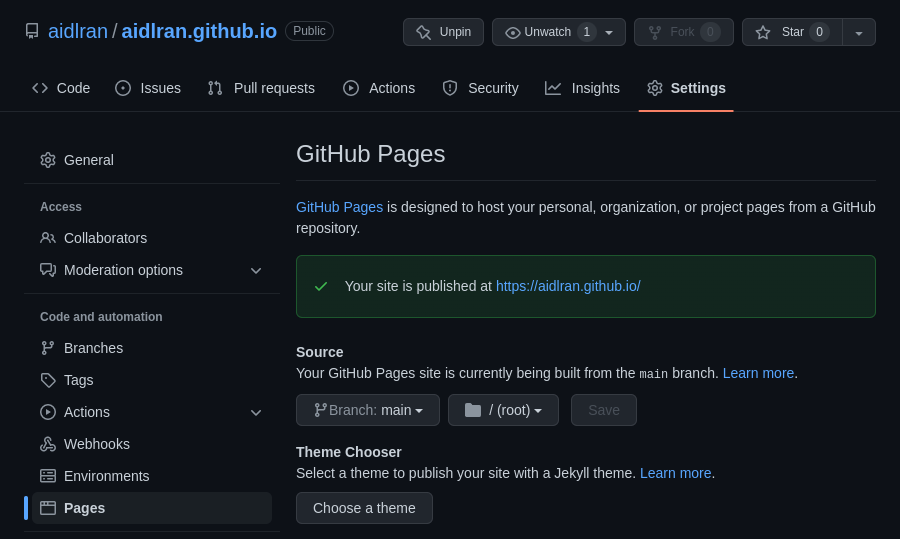 aidlran / aidlran.github.io Public
Unpin
Unwatch 1
Fork 0
Star 0
Code
Issues
Pull requests
Actions
Security
Insights
Settings
General
Access
Collaborators
Moderation options
Code and automation
Branches
Tags
Actions
Webhooks
Environments
Pages
GitHub Pages
GitHub Pages is designed to host your personal, organization, or project pages from a GitHub
repository.
Your site is published at https://aidlran.github.io/
Source
Your GitHub Pages site is currently being built from the main branch. Learn more.
Branch: main
/ (root)
Save
Theme Chooser
Select a theme to publish your site with a Jekyll theme. Learn more.
Choose a theme